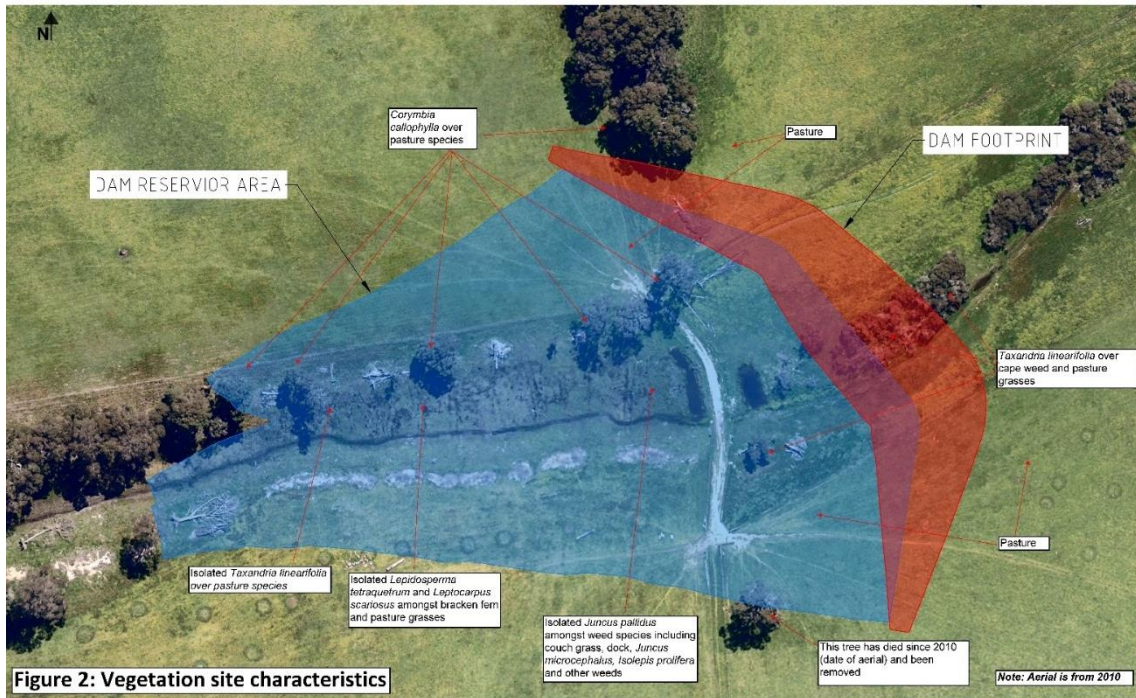 N
Corymbia
callophylla over
pasture species
Pasture
DAM FOOTPRINT
DAM RESERVIOR AREA
Taxandria linearifolia over
cape weed and pasture
grasses
Pasture
Isolated Taxandria linearifolia
over pasture species
Isolated Lepidosperma
tetraquetrum and Leptocarpus
scariosus amongst bracken fern
and pasture grasses
Isolated Juncus pallidus
amongst weed species including
couch grass, dock, Juncus
microcephalus, Isolepis prolifera
and other weeds
This tree has died since 2010
(date of aerial) and been
removed
Figure 2: Vegetation site characteristics
Note: Aerial is from 2010